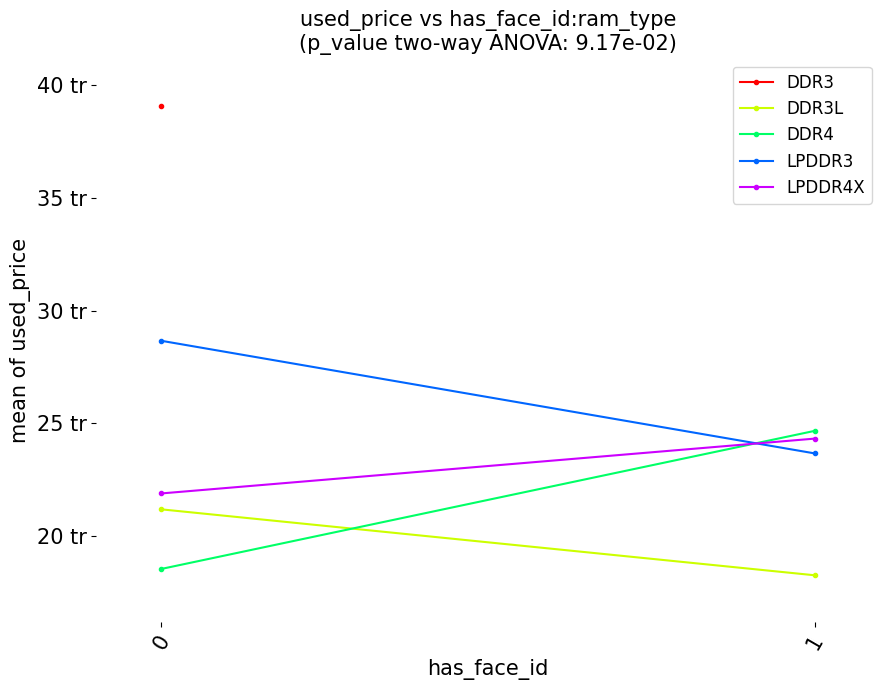 used_price vs has_face_id:ram_type
(p_value two-way ANOVA: 9.17e-02)
DDR3
DDR3L
DDR4
LPDDR3
LPDDR4X
mean of used_price
40 tr
35 tr
30 tr
25 tr
20 tr
0
1
has_face_id